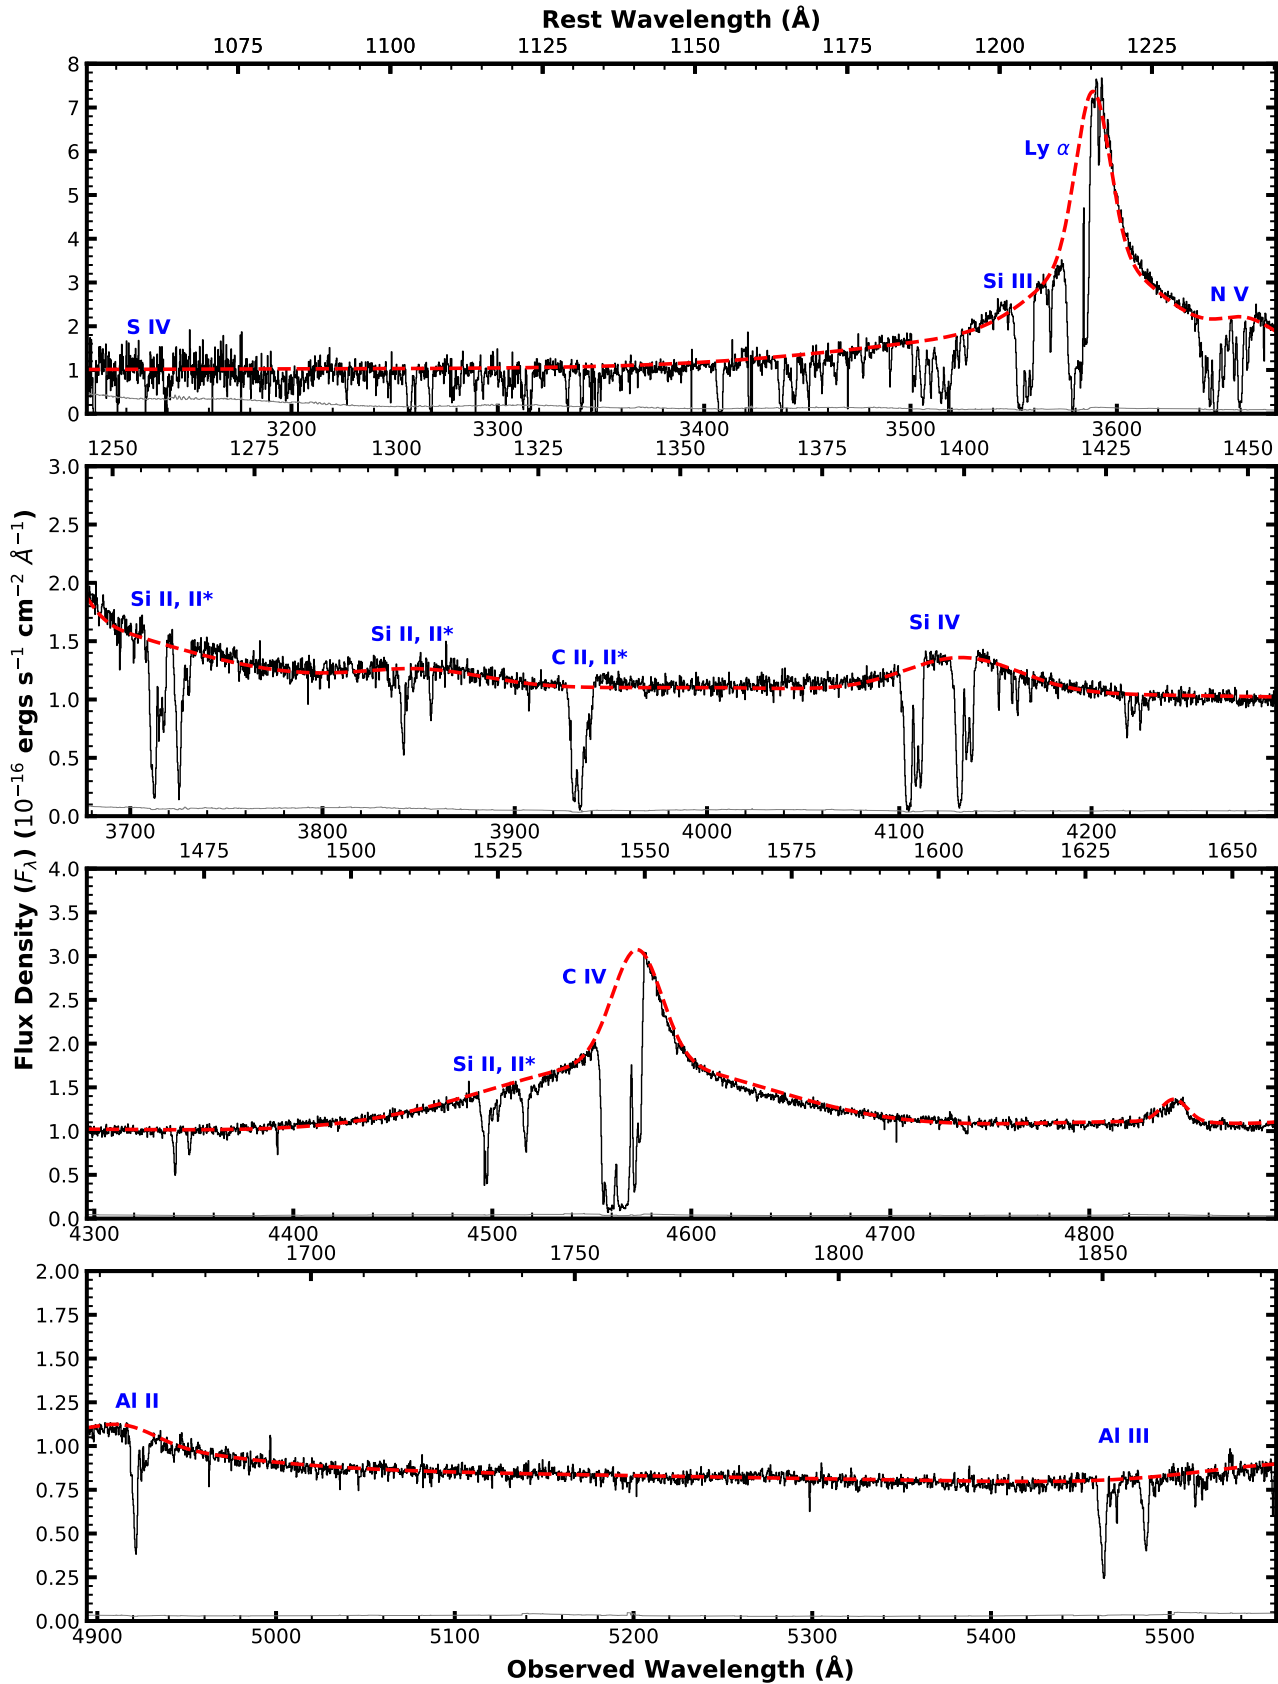 Rest Wavelength (Å)
1075 1100 1125 1150 1175 1200 1225
8
7
6
5
4
3
2
1
0
Ly α
Si III
N V
S IV
3200 3300 3400 3500 3600
1250 1275 1300 1325 1350 1375 1400 1425 1450
3.0
2.5
2.0
1.5
1.0
0.5
0.0
Si II, II*
Si II, II*
C II, II*
Si IV
3700 3800 3900 4000 4100 4200
1475 1500 1525 1550 1575 1600 1625 1650
Flux Density (F_λ) (10⁻¹⁶ ergs s⁻¹ cm⁻² Å⁻¹)
4.0
3.5
3.0
2.5
2.0
1.5
1.0
0.5
0.0
C IV
Si II, II*
4300 4400 4500 4600 4700 4800
1700 1750 1800 1850
2.00
1.75
1.50
1.25
1.00
0.75
0.50
0.25
0.00
Al II
Al III
4900 5000 5100 5200 5300 5400 5500
Observed Wavelength (Å)